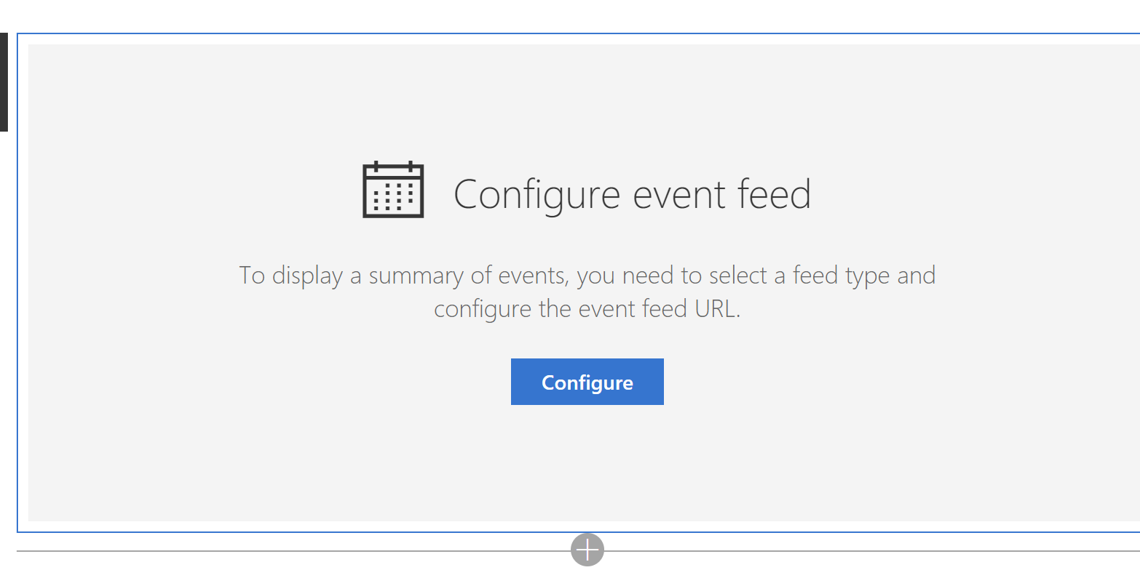 Configure event feed
To display a summary of events, you need to select a feed type and
configure the event feed URL.
Configure